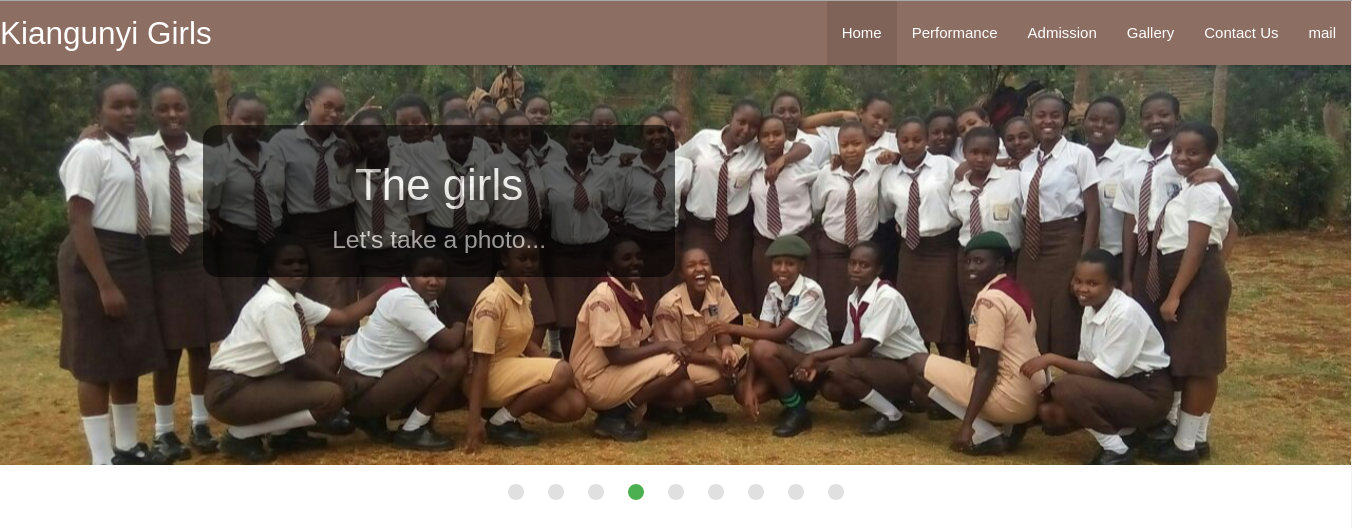 Kiangunyi Girls
Home Performance Admission Gallery Contact Us mail
The girls
Let's take a photo...